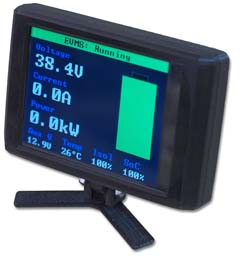 EVMS: Running
Voltage
38.4V
Current
0.0A
Power
0.0kW
Aux V Temp Isol SoC
12.9V 26°C 100% 100%